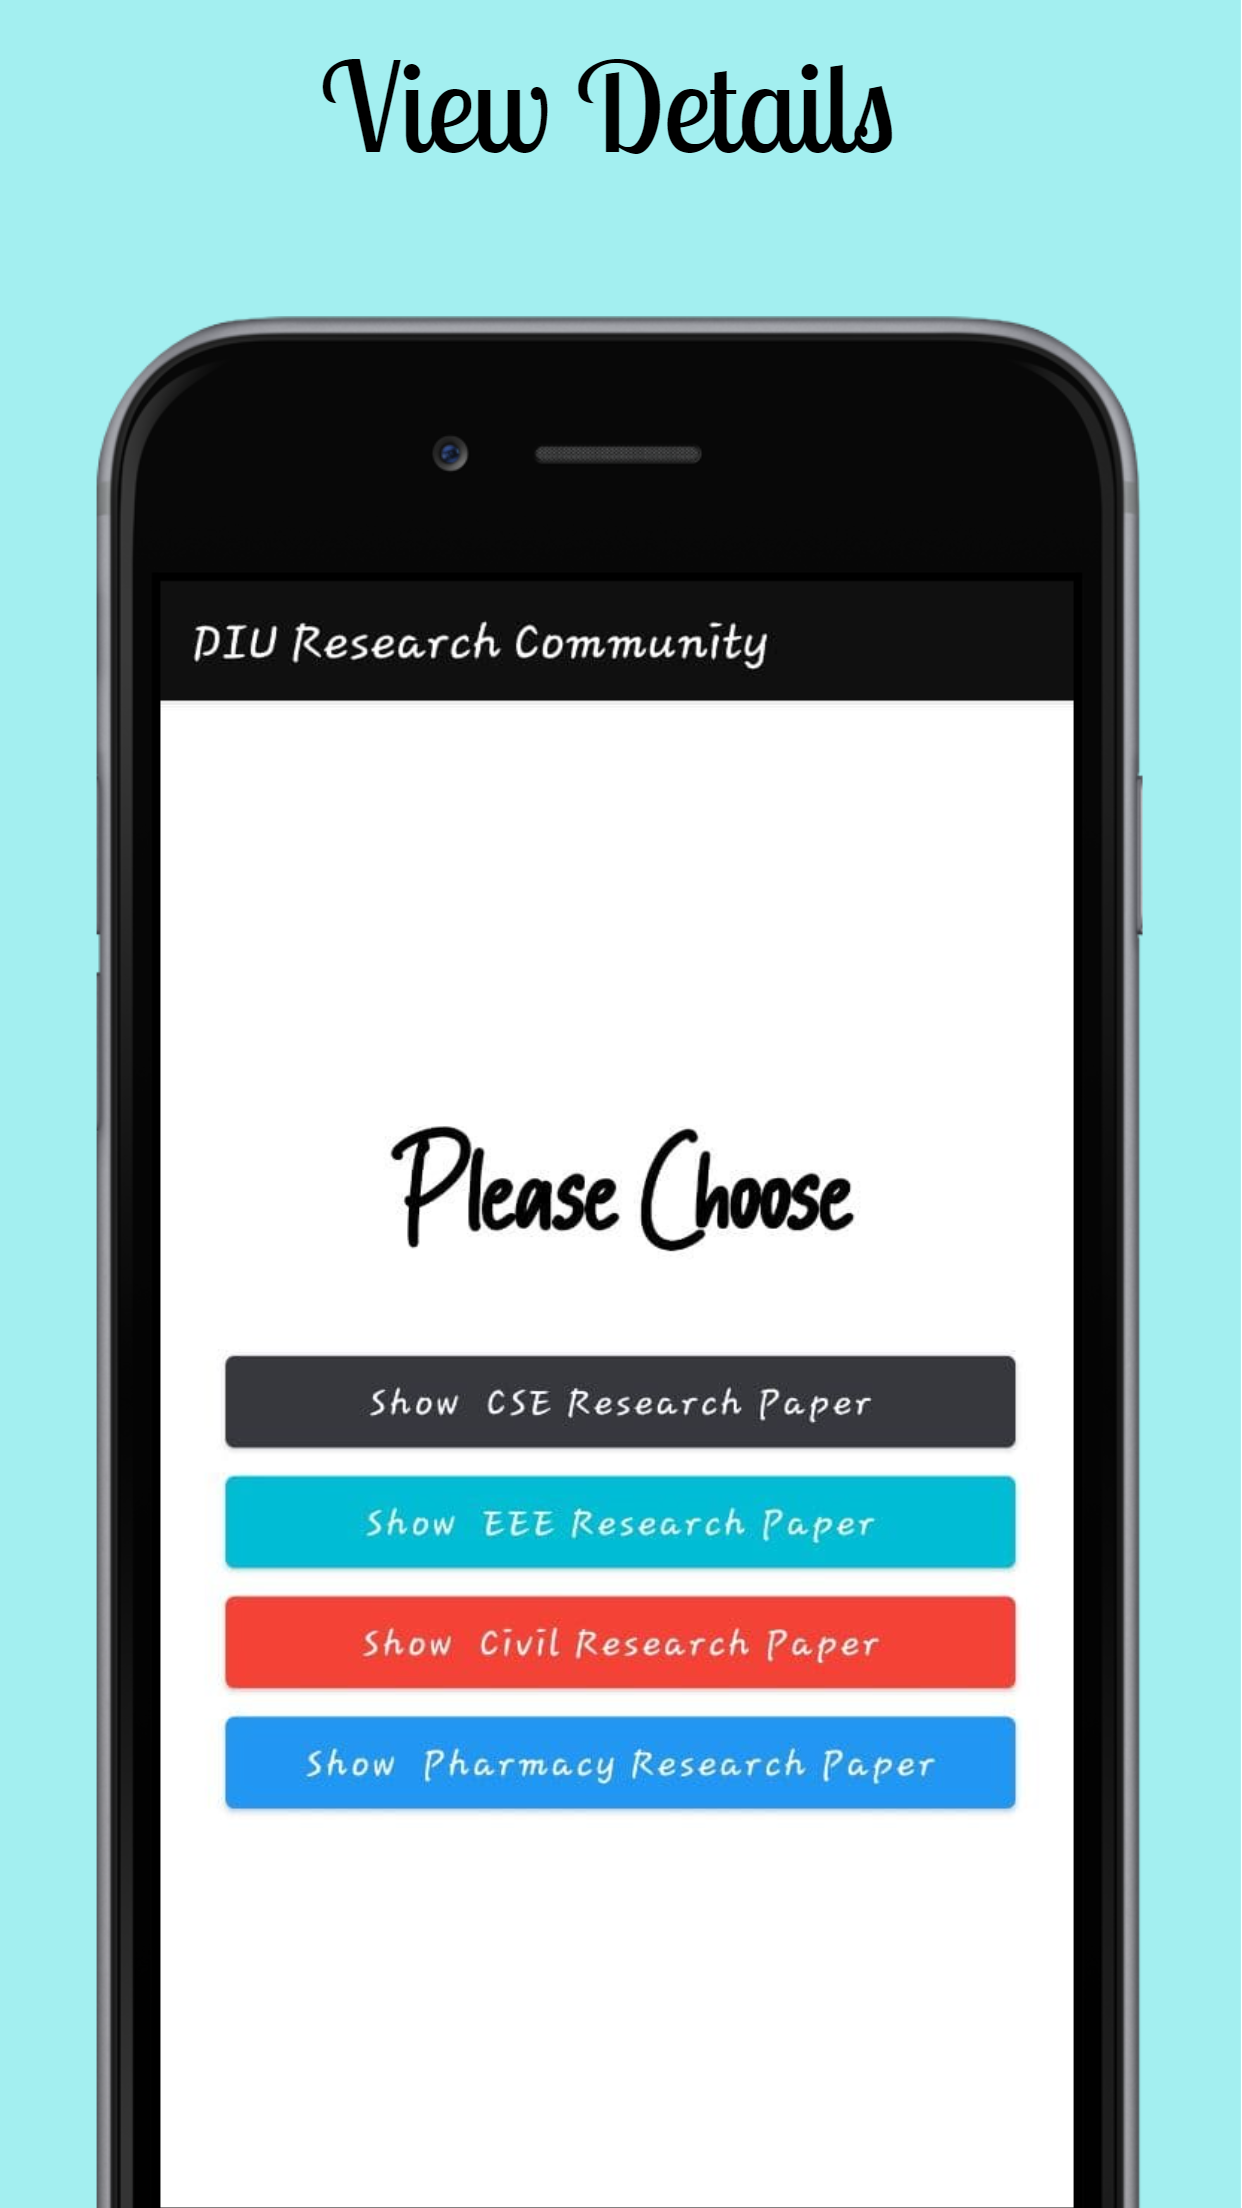 View Details
DIU Research Community
Please Choose
Show CSE Research Paper
Show EEE Research Paper
Show Civil Research Paper
Show Pharmacy Research Paper